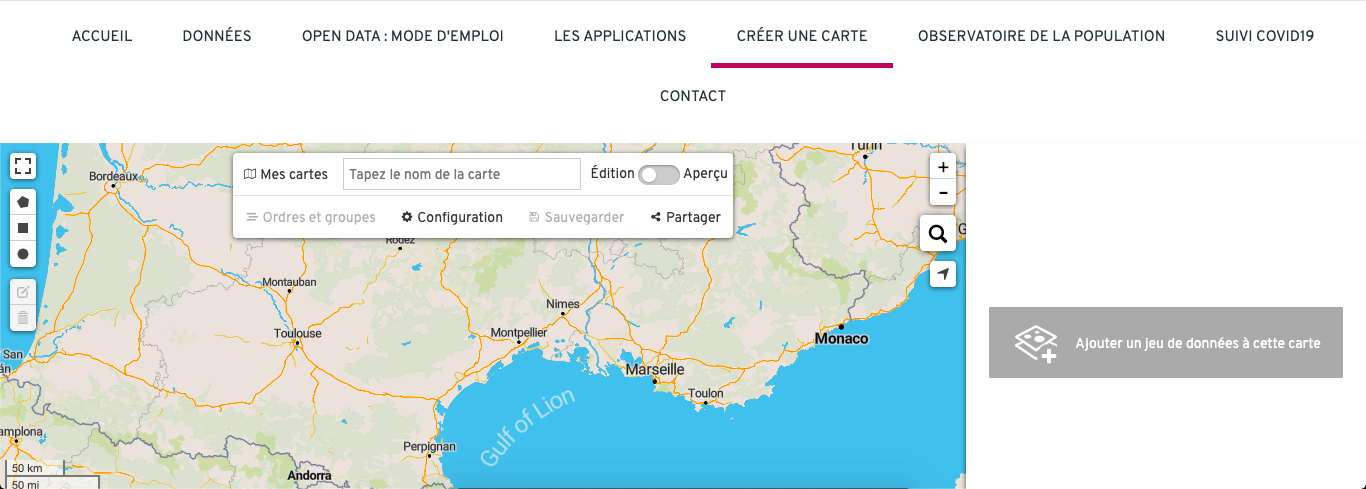 ACCUEIL DONNÉES OPEN DATA : MODE D'EMPLOI LES APPLICATIONS CRÉER UNE CARTE OBSERVATOIRE DE LA POPULATION SUIVI COVID19
CONTACT
Mes cartes Tapez le nom de la carte Édition Aperçu
Ordres et groupes Configuration Sauvegarder Partager
+
-
Turin
Bordeaux
G
Rodez
Montauban
Nimes
Toulouse
Montpellier
Monaco
San
án
Marseille
Toulon
Gulf of Lion
amplona
Perpignan
Andorra
50 km
50 mi
Ajouter un jeu de données à cette carte